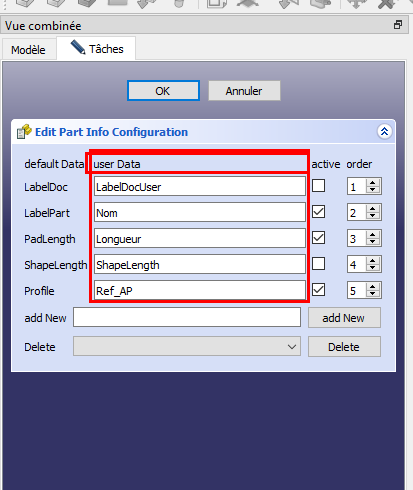 Vue combinée
Modèle Tâches
OK Annuler
Edit Part Info Configuration
default Data user Data active order
LabelDoc LabelDocUser 1
LabelPart Nom 2
PadLength Longueur 3
ShapeLength ShapeLength 4
Profile Ref_AP 5
add New add New
Delete Delete